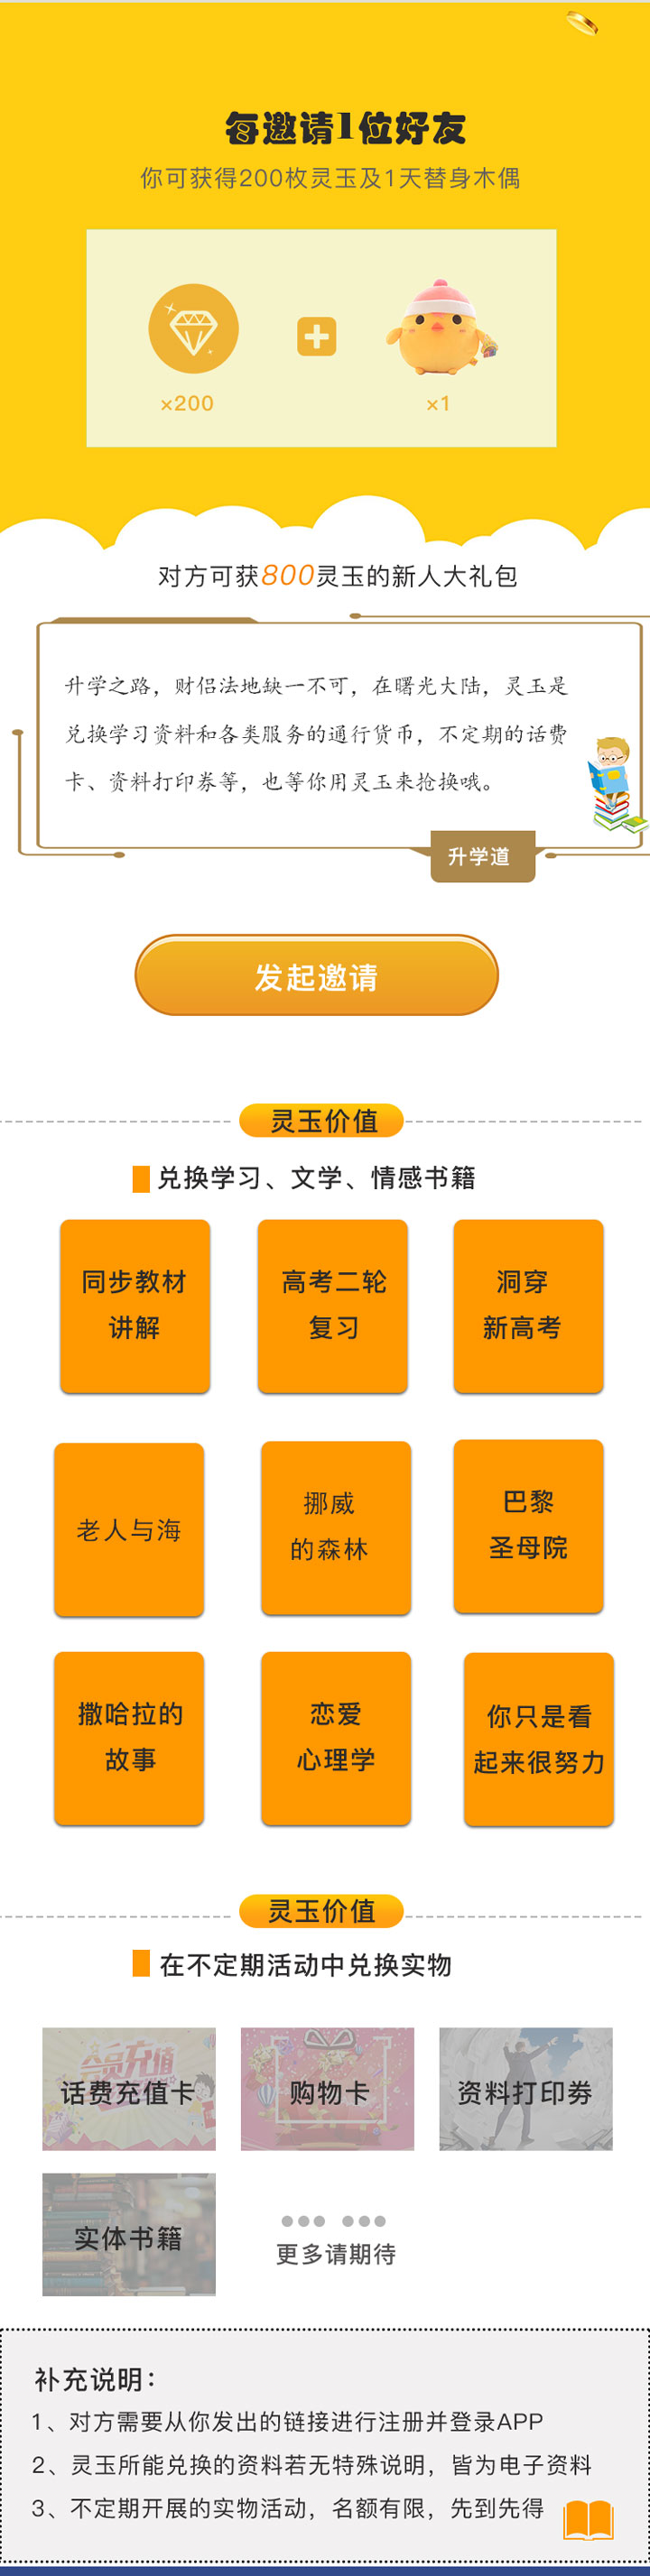 每邀请1位好友
你可获得200枚灵玉及1天替身木偶
×200
×1
对方可获800灵玉的新人大礼包
升学之路，财侣法地缺一不可，在曙光大陆，灵玉是
兑换学习资料和各类服务的通行货币，不定期的话费
卡、资料打印券等，也等你用灵玉来抢换哦。
升学道
发起邀请
灵玉价值
兑换学习、文学、情感书籍
同步教材
讲解
高考二轮
复习
洞穿
新高考
老人与海
挪威
的森林
巴黎
圣母院
撒哈拉的
故事
恋爱
心理学
你只是看
起来很努力
灵玉价值
在不定期活动中兑换实物
会员充值
话费充值卡
购物卡
资料打印券
实体书籍
更多请期待
补充说明：
1、对方需要从你发出的链接进行注册并登录APP
2、灵玉所能兑换的资料若无特殊说明，皆为电子资料
3、不定期开展的实物活动，名额有限，先到先得